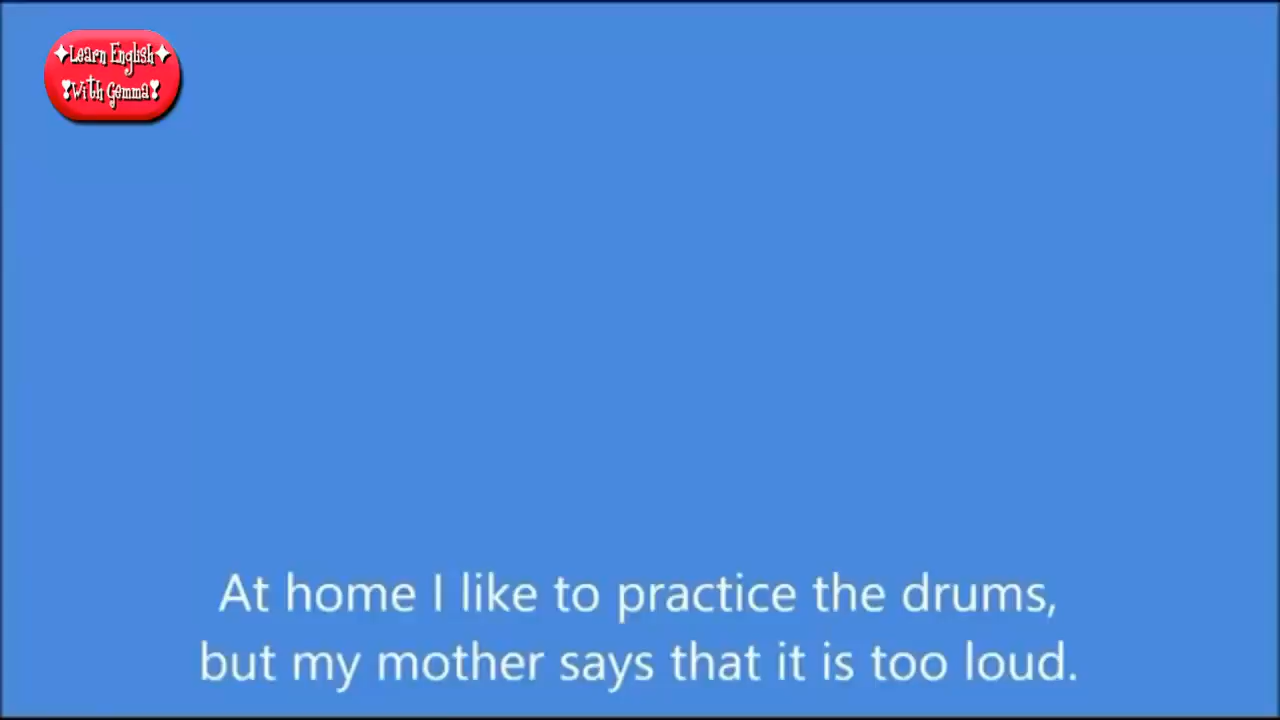 Learn English
With Gemma
At home I like to practice the drums,
but my mother says that it is too loud.